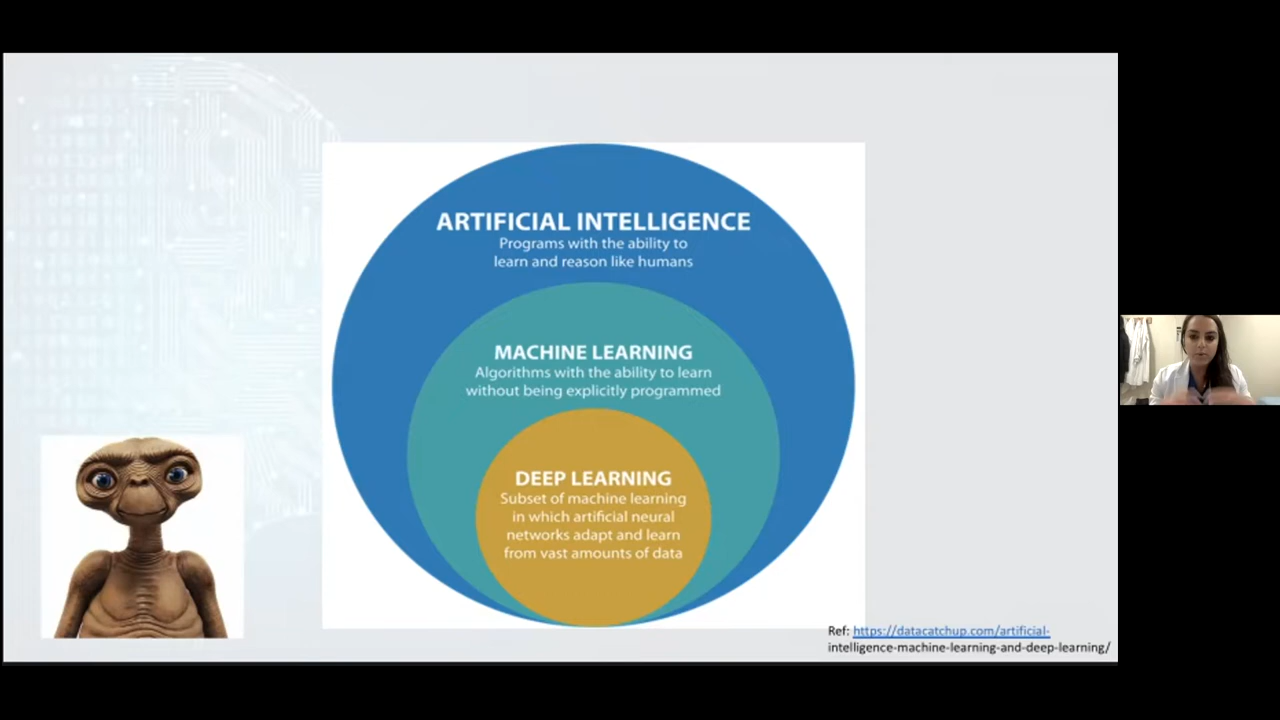 ARTIFICIAL INTELLIGENCE
Programs with the ability to
learn and reason like humans
MACHINE LEARNING
Algorithms with the ability to learn
without being explicitly programmed
DEEP LEARNING
Subset of machine learning
in which artificial neural
networks adapt and learn
from vast amounts of data
Ref: https://datacatchup.com/artificial-
intelligence-machine-learning-and-deep-learning/